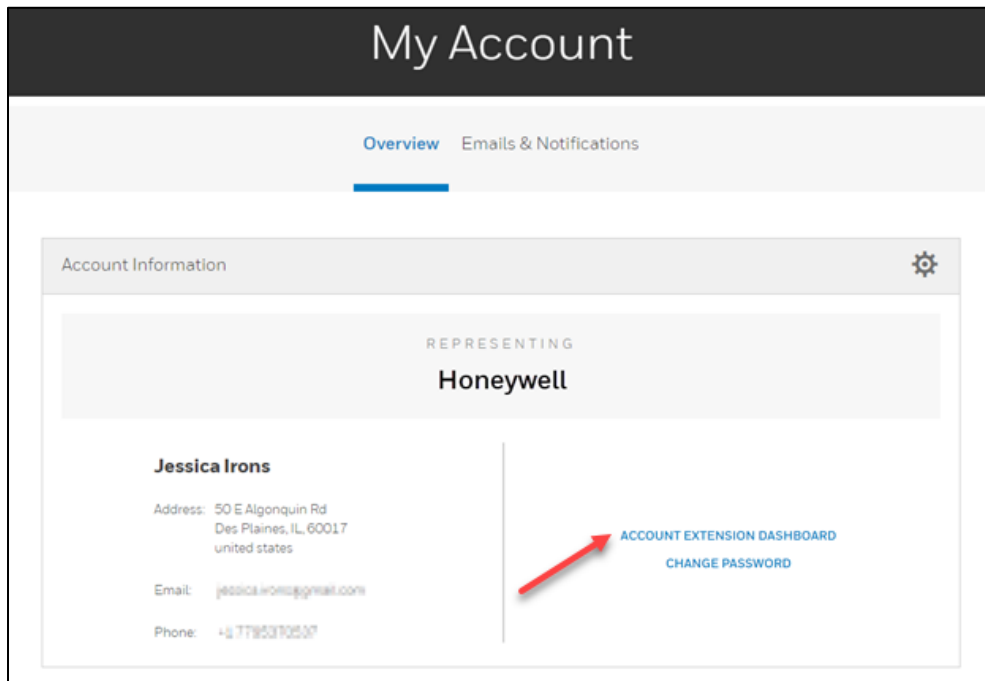 My Account
Overview Emails & Notifications
Account Information
REPRESENTING
Honeywell
Jessica Irons
Address: 50 E Algonquin Rd
Des Plaines, IL, 60017
united states
ACCOUNT EXTENSION DASHBOARD
CHANGE PASSWORD
Email:
Phone: